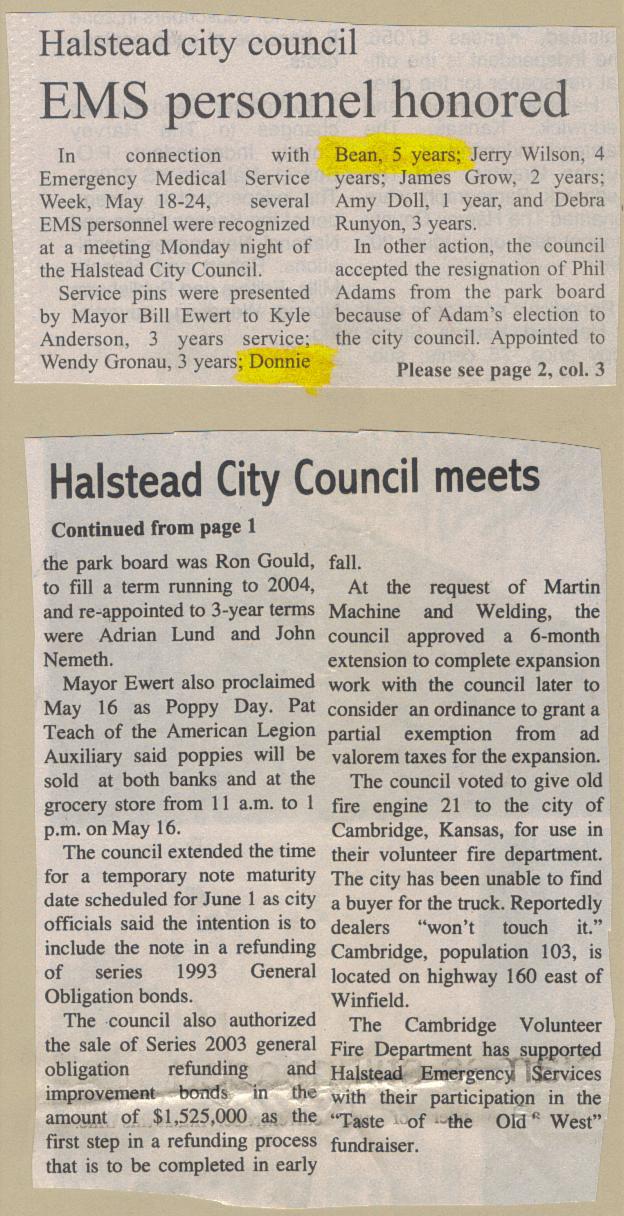 Halstead city council
EMS personnel honored
In connection with
Emergency Medical Service
Week, May 18-24, several
EMS personnel were recognized
at a meeting Monday night of
the Halstead City Council.
Service pins were presented
by Mayor Bill Ewert to Kyle
Anderson, 3 years service;
Wendy Gronau, 3 years; Donnie
Bean, 5 years; Jerry Wilson, 4
years; James Grow, 2 years;
Amy Doll, 1 year, and Debra
Runyon, 3 years.
In other action, the council
accepted the resignation of Phil
Adams from the park board
because of Adam’s election to
the city council. Appointed to
Please see page 2, col. 3
Halstead City Council meets
Continued from page 1
the park board was Ron Gould,
to fill a term running to 2004,
and re-appointed to 3-year terms
were Adrian Lund and John
Nemeth.
Mayor Ewert also proclaimed
May 16 as Poppy Day. Pat
Teach of the American Legion
Auxiliary said poppies will be
sold at both banks and at the
grocery store from 11 a.m. to 1
p.m. on May 16.
The council extended the time
for a temporary note maturity
date scheduled for June 1 as city
officials said the intention is to
include the note in a refunding
of series 1993 General
Obligation bonds.
The council also authorized
the sale of Series 2003 general
obligation refunding and
improvement bonds in the
amount of $1,525,000 as the
first step in a refunding process
that is to be completed in early
fall.
At the request of Martin
Machine and Welding, the
council approved a 6-month
extension to complete expansion
work with the council later to
consider an ordinance to grant a
partial exemption from ad
valorem taxes for the expansion.
The council voted to give old
fire engine 21 to the city of
Cambridge, Kansas, for use in
their volunteer fire department.
The city has been unable to find
a buyer for the truck. Reportedly
dealers “won’t touch it.”
Cambridge, population 103, is
located on highway 160 east of
Winfield.
The Cambridge Volunteer
Fire Department has supported
Halstead Emergency Services
with their participation in the
“Taste of the Old West”
fundraiser.